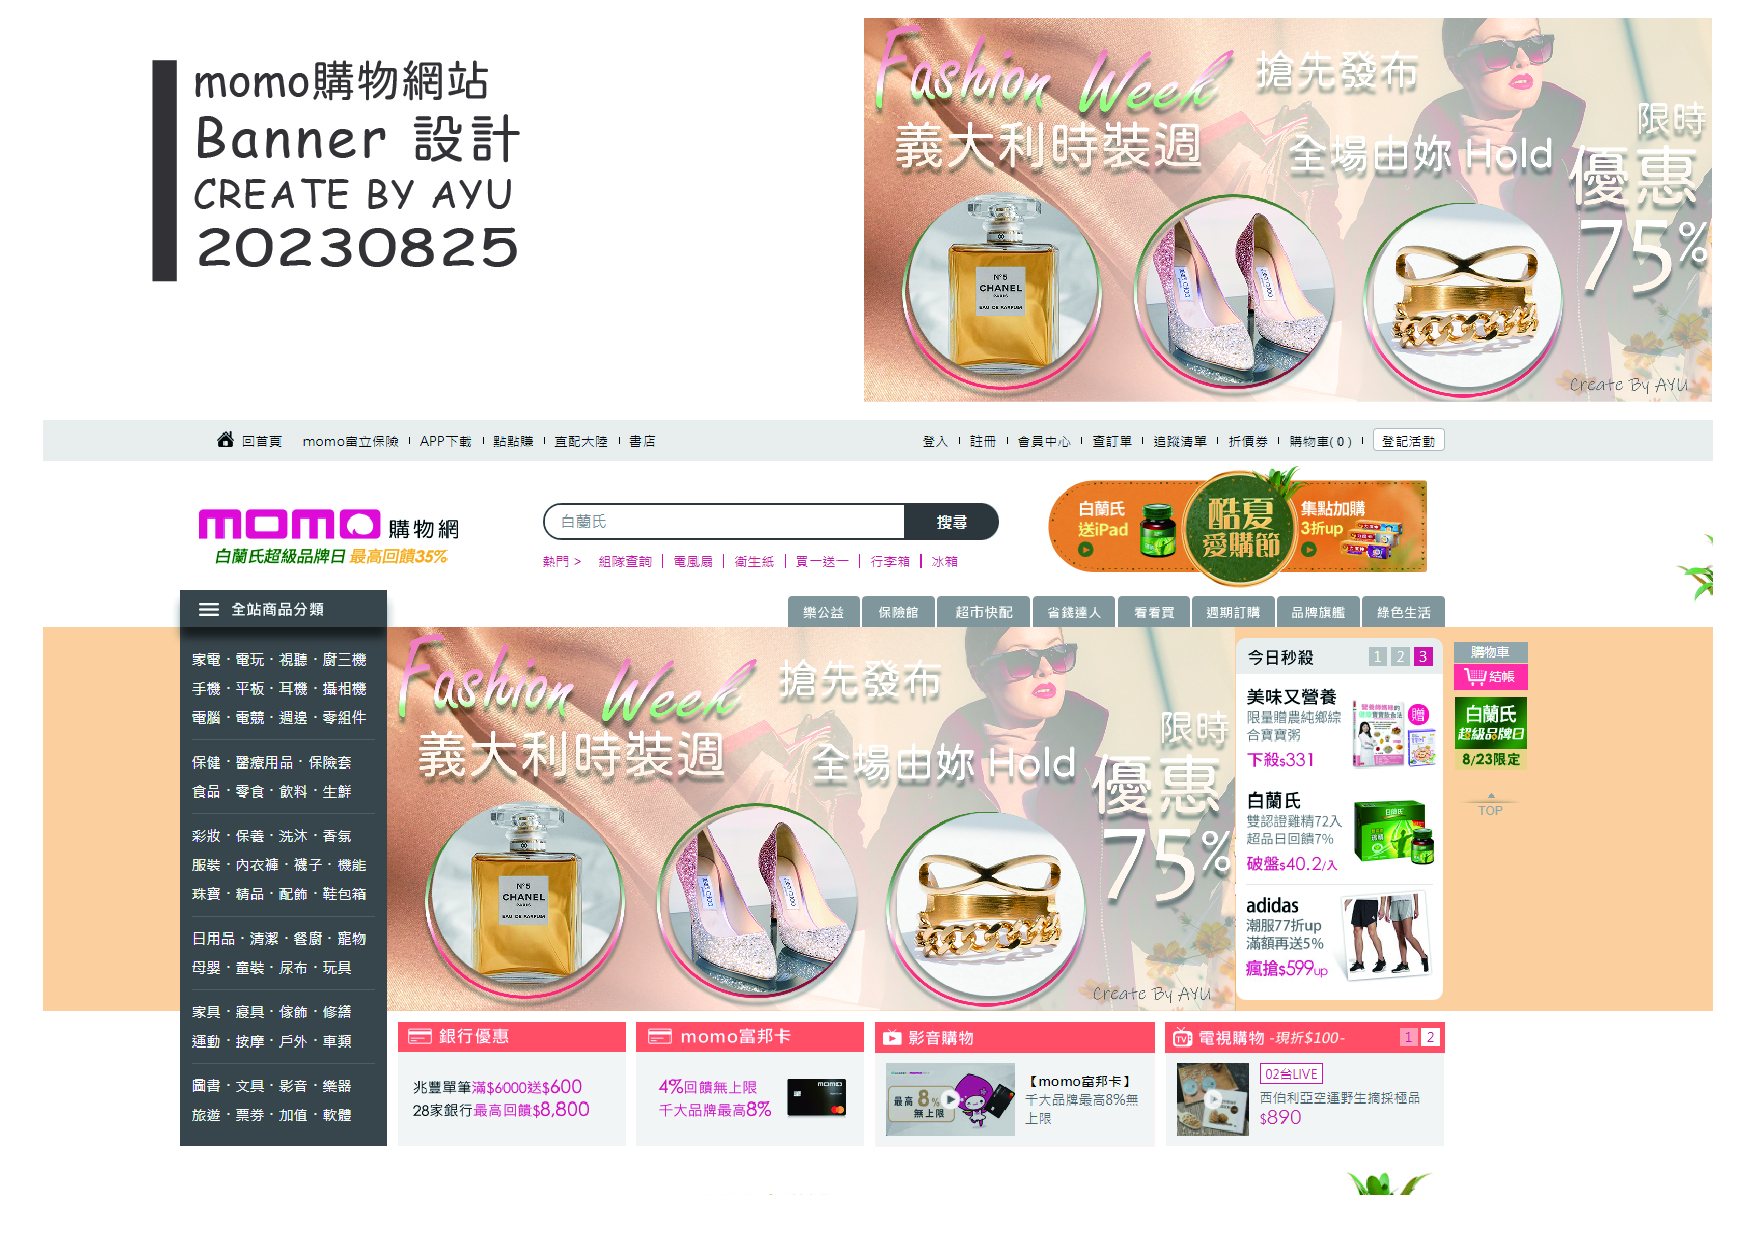 momo購物網站
Banner 設計
CREATE BY AYU
20230825
Fashion Week 搶先發布
義大利時裝週 全場由妳 Hold
限時
優惠
75%
N°5
CHANEL
PARIS
EAU DE PARFUM
JIMMY CHOO
Create By AYU
回首頁 momo富立保險 APP下載 點點賺 直配大陸 書店
登入 註冊 會員中心 查訂單 追蹤清單 折價券 購物車(0) 登記活動
momo購物網
白蘭氏超級品牌日 最高回饋35%
白蘭氏 搜尋
熱門 > 組隊查詢 電風扇 衛生紙 買一送一 行李箱 冰箱
白蘭氏
送iPad
酷夏
愛購節
集點加購
3折up
全站商品分類
樂公益 保險館 超市快配 省錢達人 看看買 週期訂購 品牌旗艦 綠色生活
家電・電玩・視聽・廚三機
手機・平板・耳機・攝相機
電腦・電競・週邊・零組件
保健・醫療用品・保險套
食品・零食・飲料・生鮮
彩妝・保養・洗沐・香氛
服裝・內衣褲・襪子・機能
珠寶・精品・配飾・鞋包箱
日用品・清潔・餐廚・寵物
母嬰・童裝・尿布・玩具
家具・寢具・傢飾・修繕
運動・按摩・戶外・車類
圖書・文具・影音・樂器
旅遊・票券・加值・軟體
Fashion Week 搶先發布
義大利時裝週 全場由妳 Hold
限時
優惠
75%
N°5
CHANEL
PARIS
EAU DE PARFUM
JIMMY CHOO
Create By AYU
今日秒殺 1 2 3
美味又營養
限量贈農純鄉綜
合寶寶粥
下殺$331
贈
白蘭氏
雙認證雞精72入
超品日回饋7%
破盤$40.2/入
adidas
潮服77折up
滿額再送5%
瘋搶$599up
購物車
結帳
白蘭氏
超級品牌日
8/23限定
TOP
銀行優惠
兆豐單筆滿$6000送$600
28家銀行最高回饋$8,800
momo富邦卡
4%回饋無上限
千大品牌最高8%
momo
影音購物
最高8%
無上限
【momo富邦卡】
千大品牌最高8%無
上限
TV 電視購物 -現折$100- 1 2
02台LIVE
西伯利亞空運野生摘採極品
$890